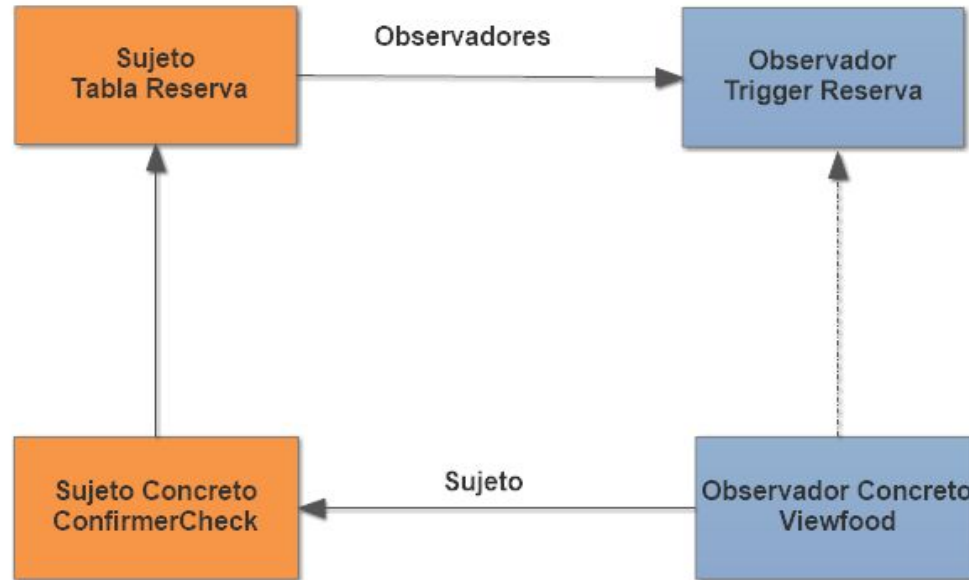 Sujeto
Tabla Reserva
Observadores
Observador
Trigger Reserva
Sujeto Concreto
ConfirmerCheck
Sujeto
Observador Concreto
Viewfood